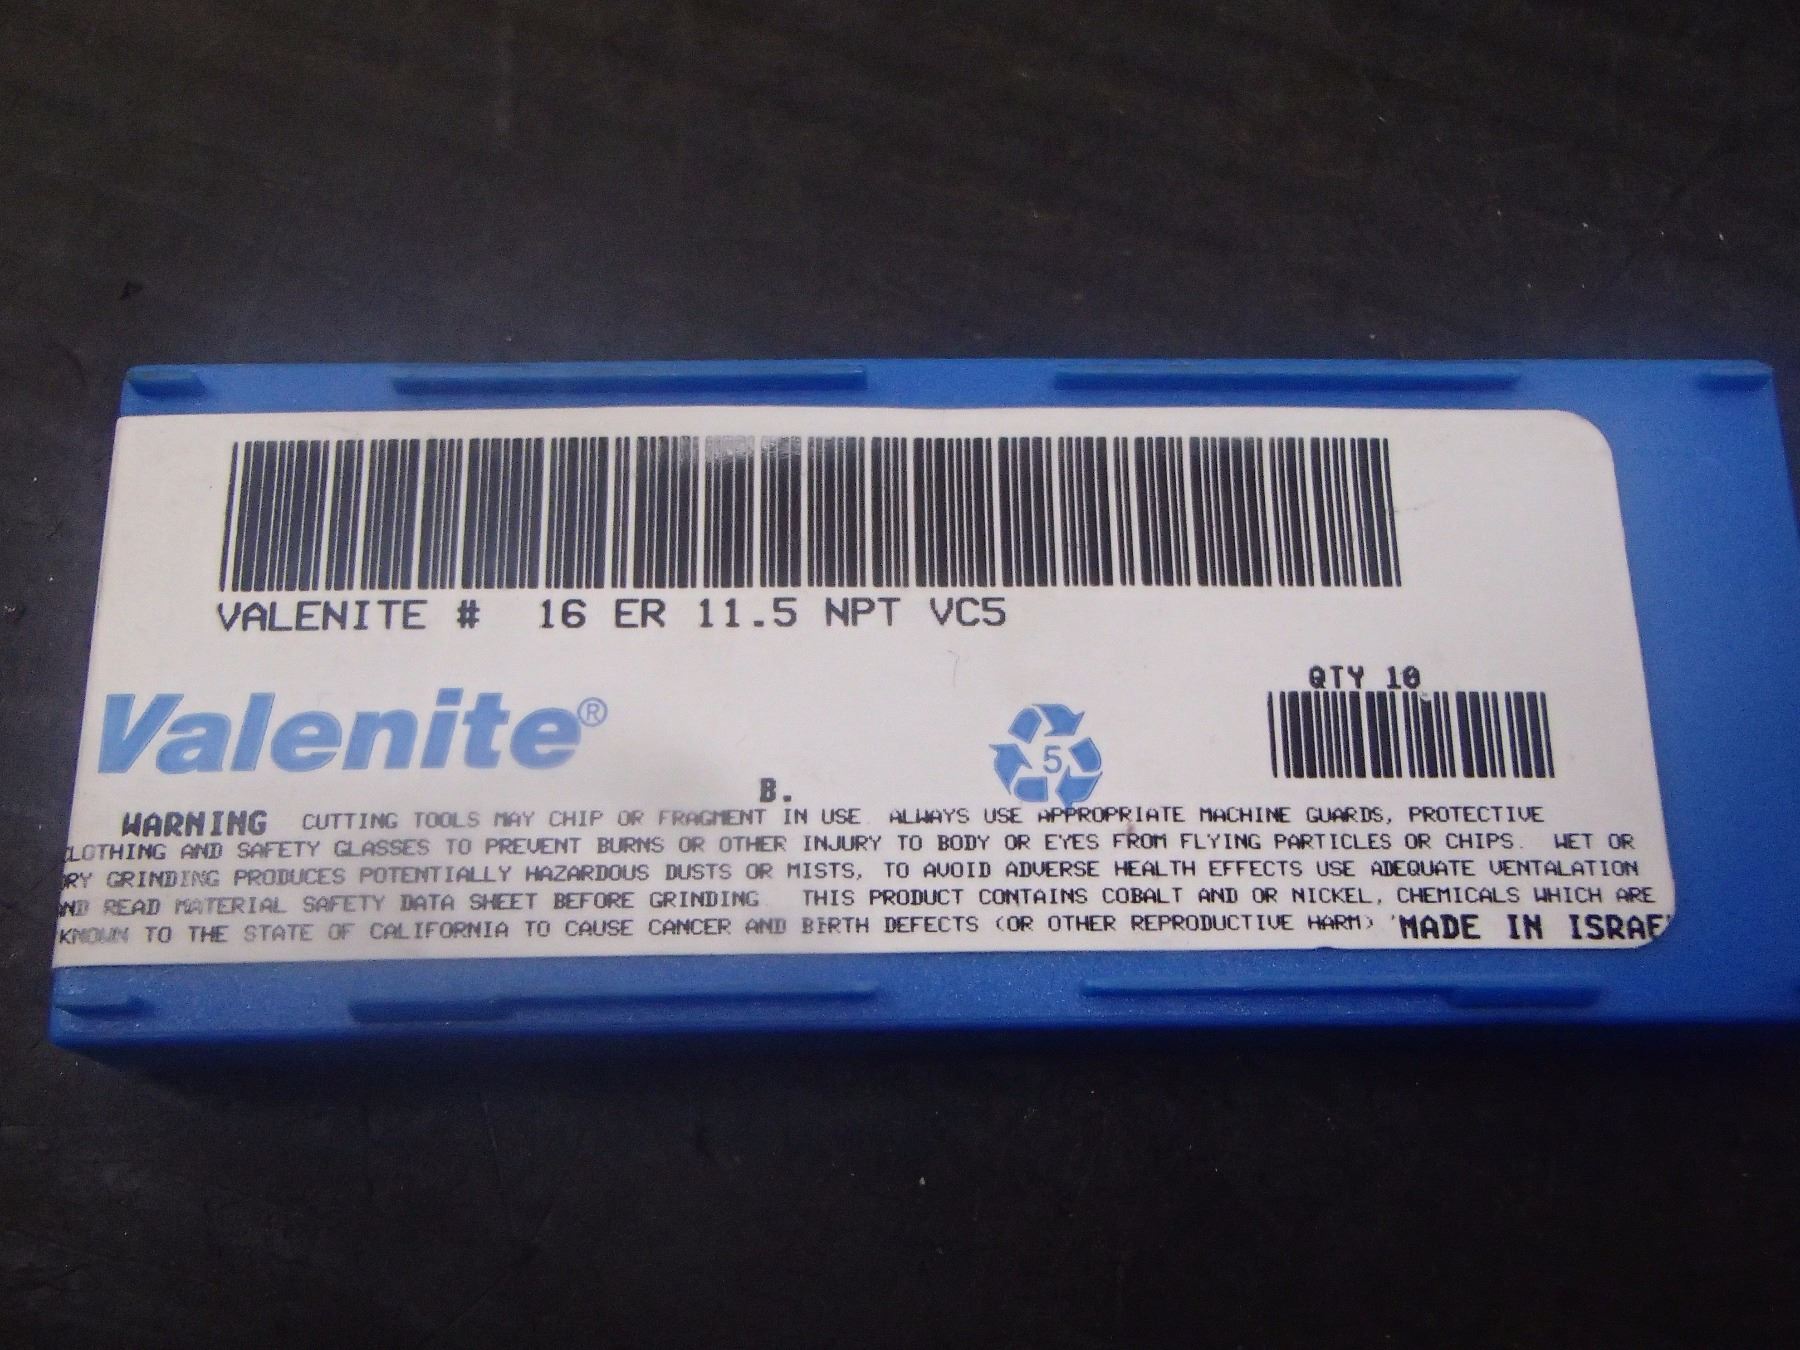 VALENITE # 16 ER 11.5 NPT VC5
QTY 10
Valenite®
5
B.
WARNING CUTTING TOOLS MAY CHIP OR FRAGMENT IN USE. ALWAYS USE APPROPRIATE MACHINE GUARDS, PROTECTIVE
CLOTHING AND SAFETY GLASSES TO PREVENT BURNS OR OTHER INJURY TO BODY OR EYES FROM FLYING PARTICLES OR CHIPS. WET OR
DRY GRINDING PRODUCES POTENTIALLY HAZARDOUS DUSTS OR MISTS, TO AVOID ADVERSE HEALTH EFFECTS USE ADEQUATE VENTALATION
AND READ MATERIAL SAFETY DATA SHEET BEFORE GRINDING. THIS PRODUCT CONTAINS COBALT AND OR NICKEL, CHEMICALS WHICH ARE
KNOWN TO THE STATE OF CALIFORNIA TO CAUSE CANCER AND BIRTH DEFECTS (OR OTHER REPRODUCTIVE HARM) 'MADE IN ISRAE